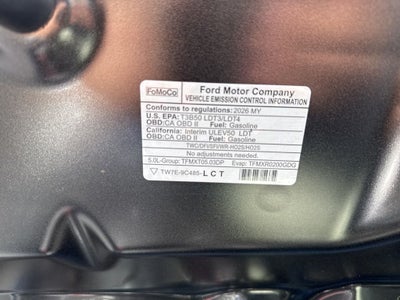 FoMoCo
Ford Motor Company
VEHICLE EMISSION CONTROL INFORMATION
Conforms to regulations: 2026 MY
U.S. EPA: T3B50 LDT3/LDT4
OBD:CA OBD II Fuel: Gasoline
California: Interim ULEV50 LDT
OBD:CA OBD II Fuel: Gasoline
TWC/DFI/SFI/WR-HO2S/HO2S
No adjustments needed.
5.0L-Group: TFMXT05.03DP Evap: TFMXR0200GDG
TW7E-9C485-LCT